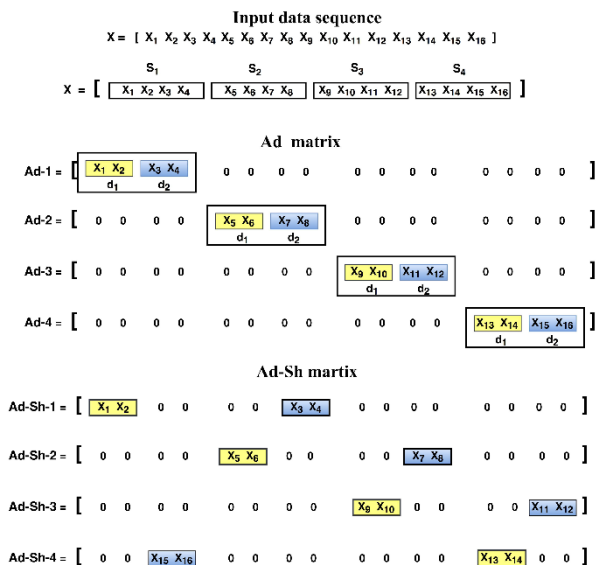 Input data sequence
X = [ X1 X2 X3 X4 X5 X6 X7 X8 X9 X10 X11 X12 X13 X14 X15 X16 ]
S1 S2 S3 S4
X = [ X1 X2 X3 X4 X5 X6 X7 X8 X9 X10 X11 X12 X13 X14 X15 X16 ]
Ad matrix
Ad-1 = [ X1 X2 X3 X4 0 0 0 0 0 0 0 0 0 0 0 0 ]
d1 d2
Ad-2 = [ 0 0 0 0 X5 X6 X7 X8 0 0 0 0 0 0 0 0 ]
d1 d2
Ad-3 = [ 0 0 0 0 0 0 0 0 X9 X10 X11 X12 0 0 0 0 ]
d1 d2
Ad-4 = [ 0 0 0 0 0 0 0 0 0 0 0 0 X13 X14 X15 X16 ]
d1 d2
Ad-Sh martix
Ad-Sh-1 = [ X1 X2 0 0 0 0 X3 X4 0 0 0 0 0 0 0 0 ]
Ad-Sh-2 = [ 0 0 0 0 X5 X6 0 0 0 0 X7 X8 0 0 0 0 ]
Ad-Sh-3 = [ 0 0 0 0 0 0 0 0 X9 X10 0 0 0 0 X11 X12 ]
Ad-Sh-4 = [ 0 0 X15 X16 0 0 0 0 0 0 0 0 X13 X14 0 0 ]